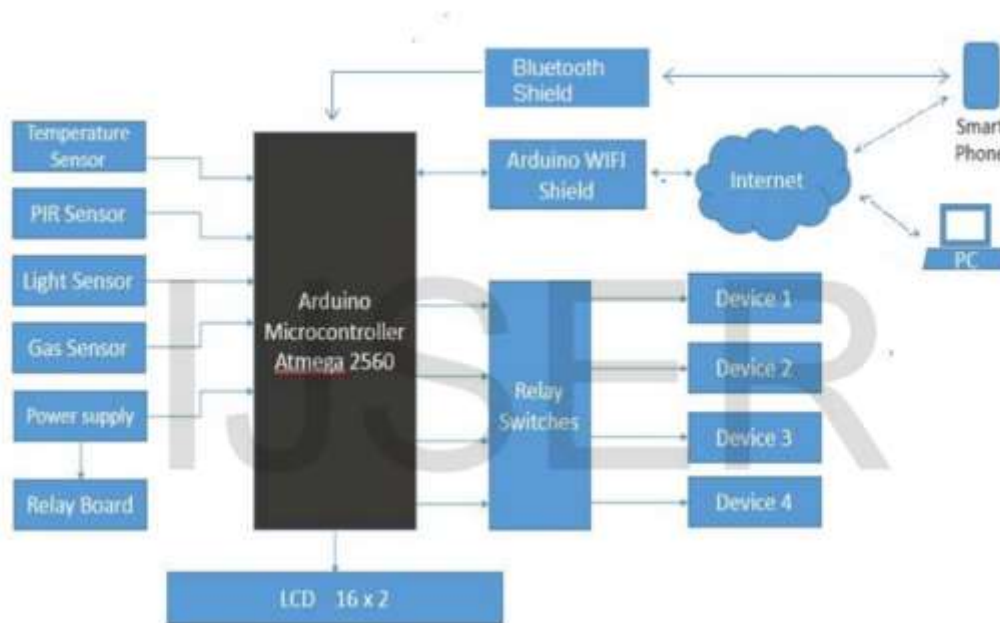 Bluetooth
Shield
Temperature
Sensor
Smart
Phone
Arduino WIFI
Shield
Internet
PIR Sensor
PC
Light Sensor
Arduino
Microcontroller
Atmega 2560
Device 1
Gas Sensor
Device 2
Relay
Switches
Power supply
Device 3
Relay Board
Device 4
LCD 16 x 2
IJSER